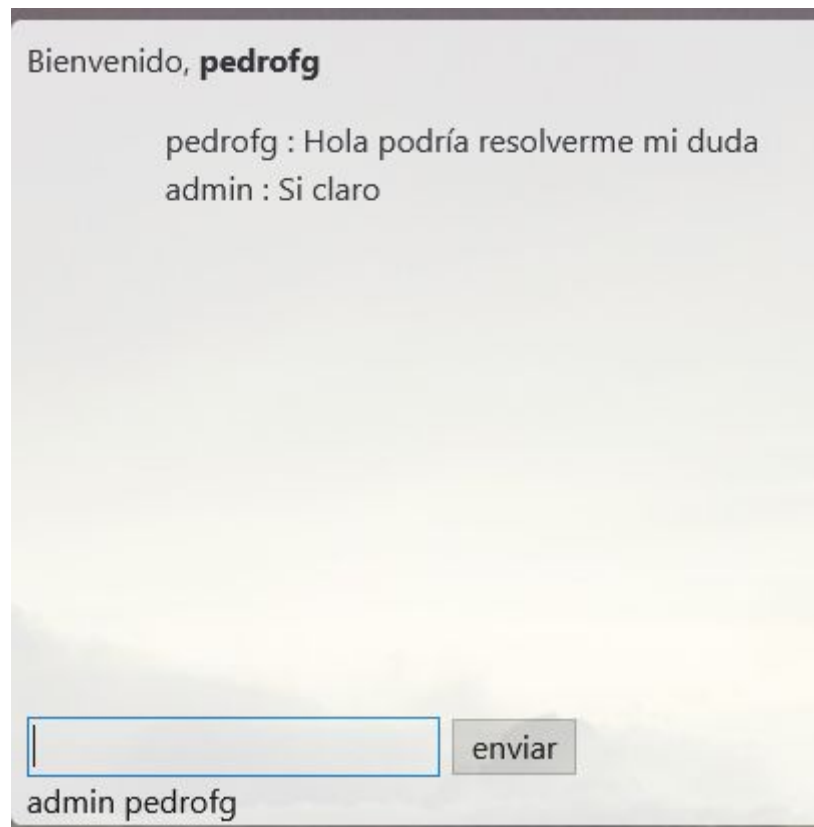 Bienvenido, pedrofg
pedrofg : Hola podría resolverme mi duda
admin : Si claro
enviar
admin pedrofg